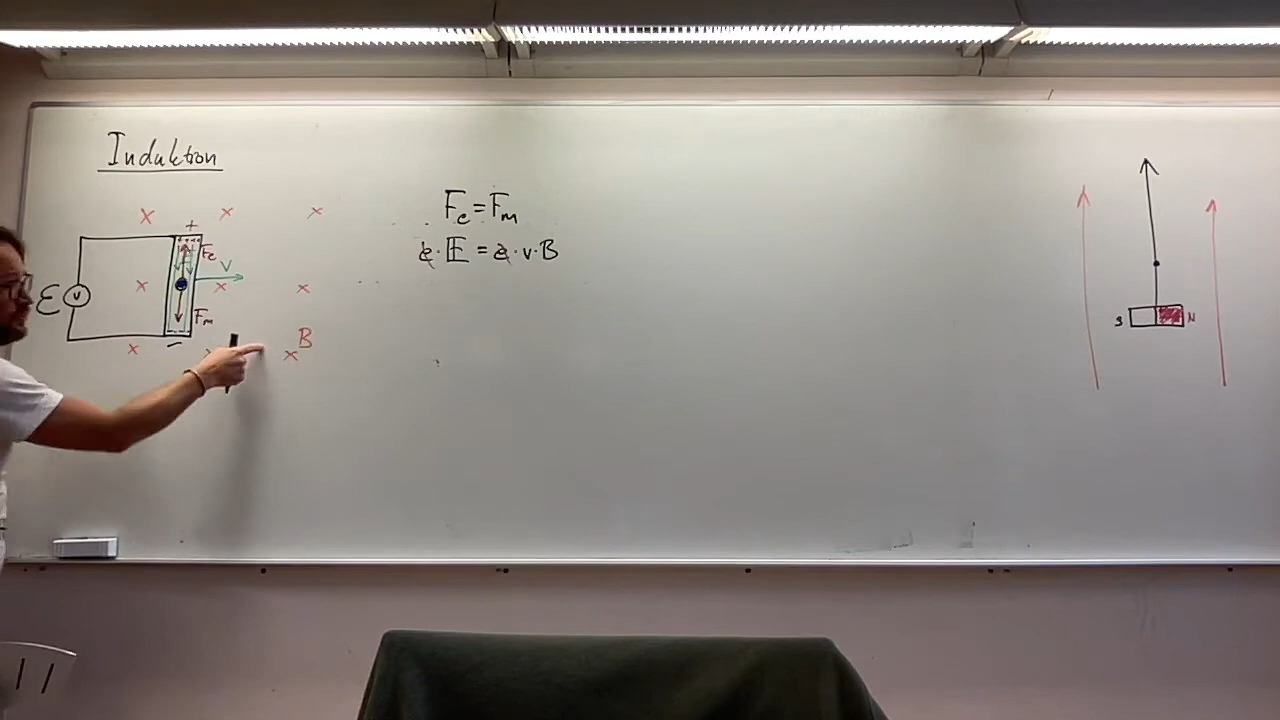 Induktion
x x x
+
Fe
V
x x x
ε V
Fm
-
B
x x
Fe = Fm
e · E = e · v · B
S N